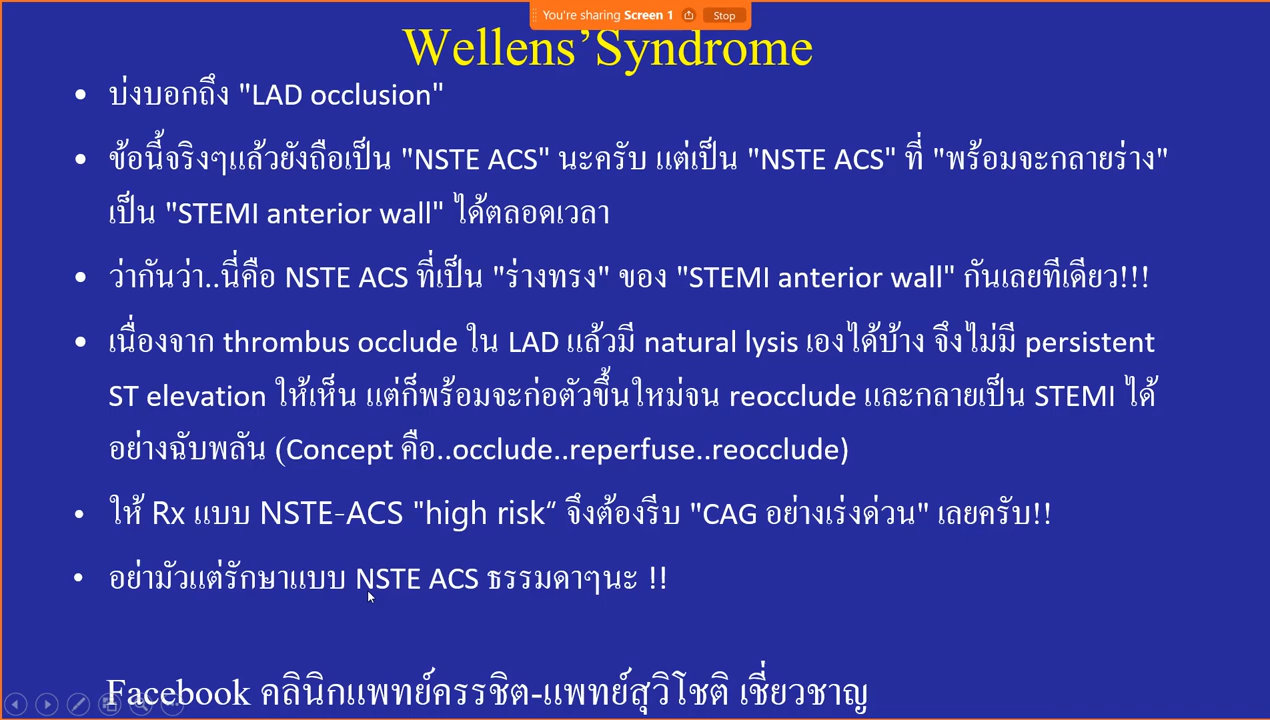 You're sharing Screen 1 Stop
Wellens’Syndrome
• บ่งบอกถึง "LAD occlusion"
• ข้อนี้จริงๆแล้วยังถือเป็น "NSTE ACS" นะครับ แต่เป็น "NSTE ACS" ที่ "พร้อมจะกลายร่าง"
เป็น "STEMI anterior wall" ได้ตลอดเวลา
• ว่ากันว่า..นี่คือ NSTE ACS ที่เป็น "ร่างทรง" ของ "STEMI anterior wall" กันเลยทีเดียว!!!
• เนื่องจาก thrombus occlude ใน LAD แล้วมี natural lysis เองได้บ้าง จึงไม่มี persistent
ST elevation ให้เห็น แต่ก็พร้อมจะก่อตัวขึ้นใหม่จน reocclude และกลายเป็น STEMI ได้
อย่างฉับพลัน (Concept คือ..occlude..reperfuse..reocclude)
• ให้ Rx แบบ NSTE-ACS "high risk“ จึงต้องรีบ "CAG อย่างเร่งด่วน" เลยครับ!!
• อย่ามัวแต่รักษาแบบ NSTE ACS ธรรมดาๆนะ !!
Facebook คลินิกแพทย์ครรชิต-แพทย์สุวิโชติ เชี่ยวชาญ